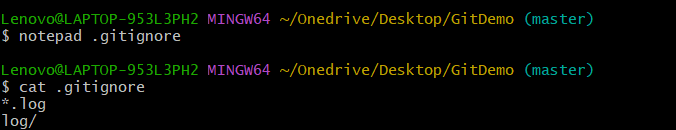 Lenovo@LAPTOP-953L3PH2 MINGW64 ~/Onedrive/Desktop/GitDemo (master)
$ notepad .gitignore
Lenovo@LAPTOP-953L3PH2 MINGW64 ~/Onedrive/Desktop/GitDemo (master)
$ cat .gitignore
*.log
log/